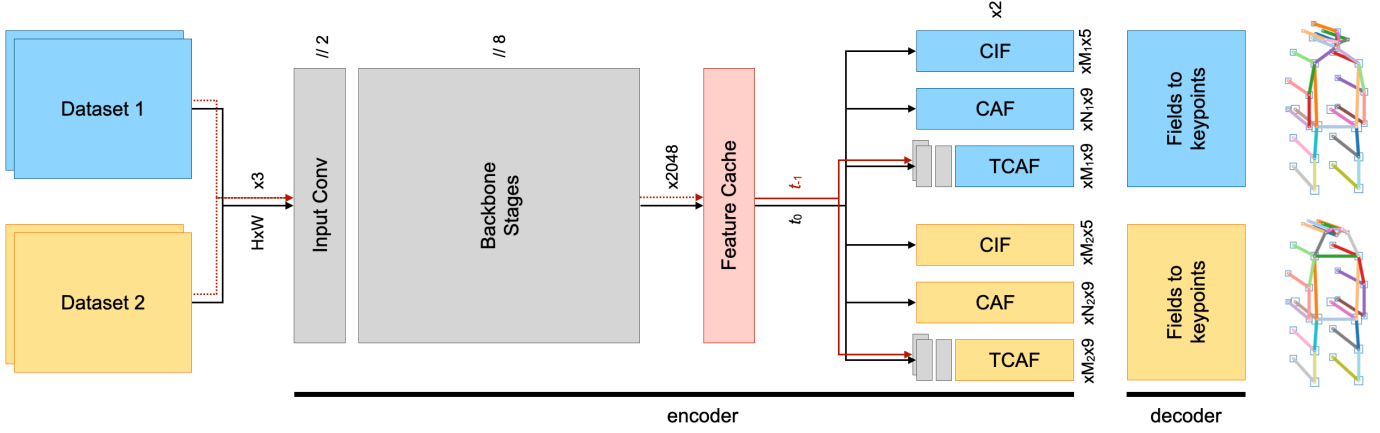 Dataset 1
Dataset 2
x3
HxW
// 2
Input Conv
// 8
Backbone
Stages
x2048
Feature Cache
t-1
t0
x2
CIF
xM1x5
CAF
xN1x9
TCAF
xM1x9
CIF
xM2x5
CAF
xN2x9
TCAF
xM2x9
Fields to
keypoints
Fields to
keypoints
encoder
decoder